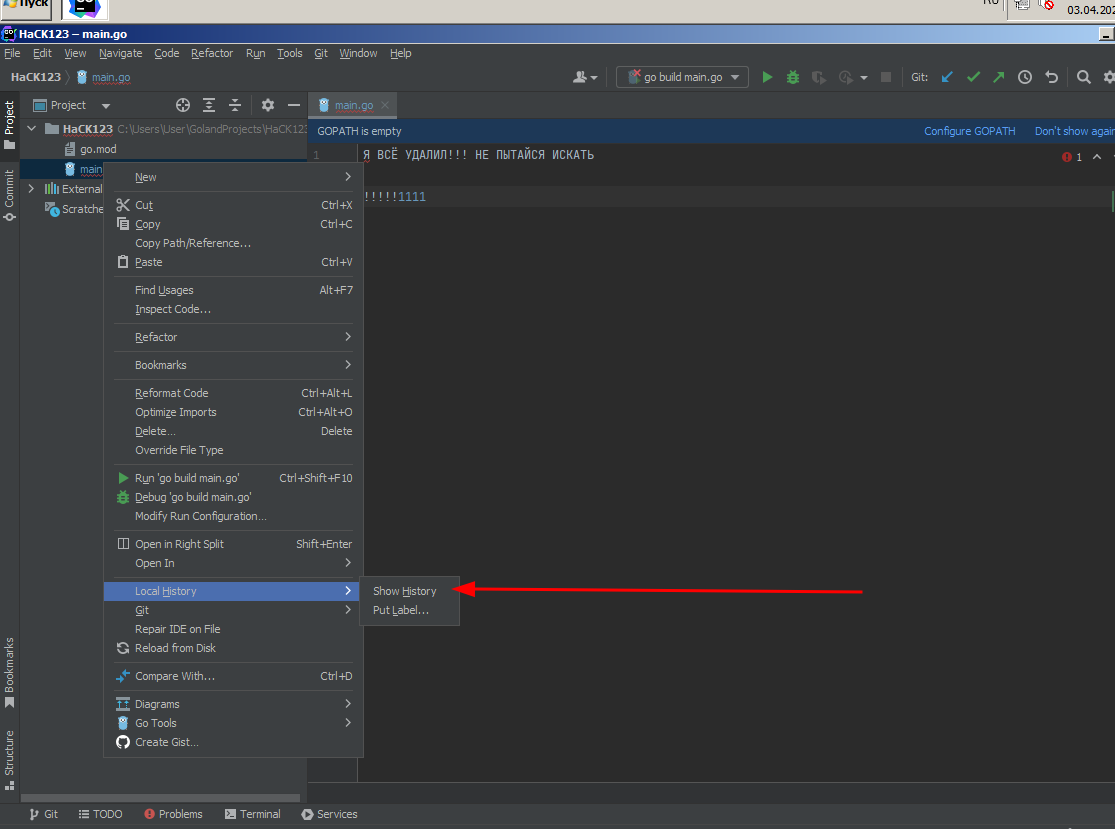 Пуск
RU
03.04.202
HaCK123 – main.go
File Edit View Navigate Code Refactor Run Tools Git Window Help
HaCK123 main.go
go build main.go
Git:
Project
main.go
Project
HaCK123 C:\Users\User\GolandProjects\HaCK123
go.mod
main
External
Scratche
Commit
Bookmarks
Structure
GOPATH is empty
Configure GOPATH Don't show again
1 Я ВСЁ УДАЛИЛ!!! НЕ ПЫТАЙСЯ ИСКАТЬ
1
!!!!!1111
New
Cut Ctrl+X
Copy Ctrl+C
Copy Path/Reference...
Paste Ctrl+V
Find Usages Alt+F7
Inspect Code...
Refactor
Bookmarks
Reformat Code Ctrl+Alt+L
Optimize Imports Ctrl+Alt+O
Delete... Delete
Override File Type
Run 'go build main.go' Ctrl+Shift+F10
Debug 'go build main.go'
Modify Run Configuration...
Open in Right Split Shift+Enter
Open In
Local History
Show History
Put Label...
Git
Repair IDE on File
Reload from Disk
Compare With... Ctrl+D
Diagrams
Go Tools
Create Gist...
Git TODO Problems Terminal Services